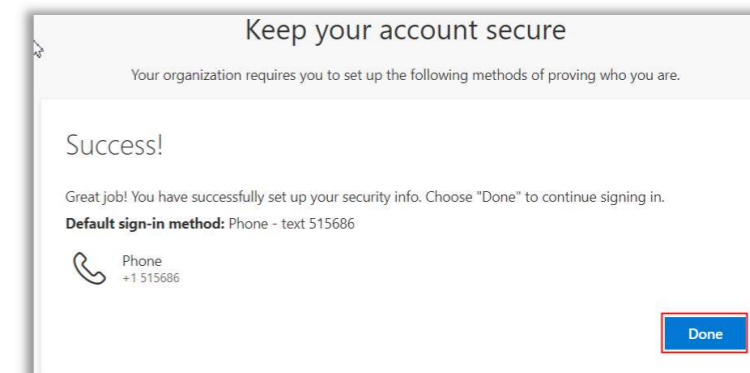 Keep your account secure
Your organization requires you to set up the following methods of proving who you are.
Success!
Great job! You have successfully set up your security info. Choose "Done" to continue signing in.
Default sign-in method: Phone - text 515686
Phone
+1 515686
Done